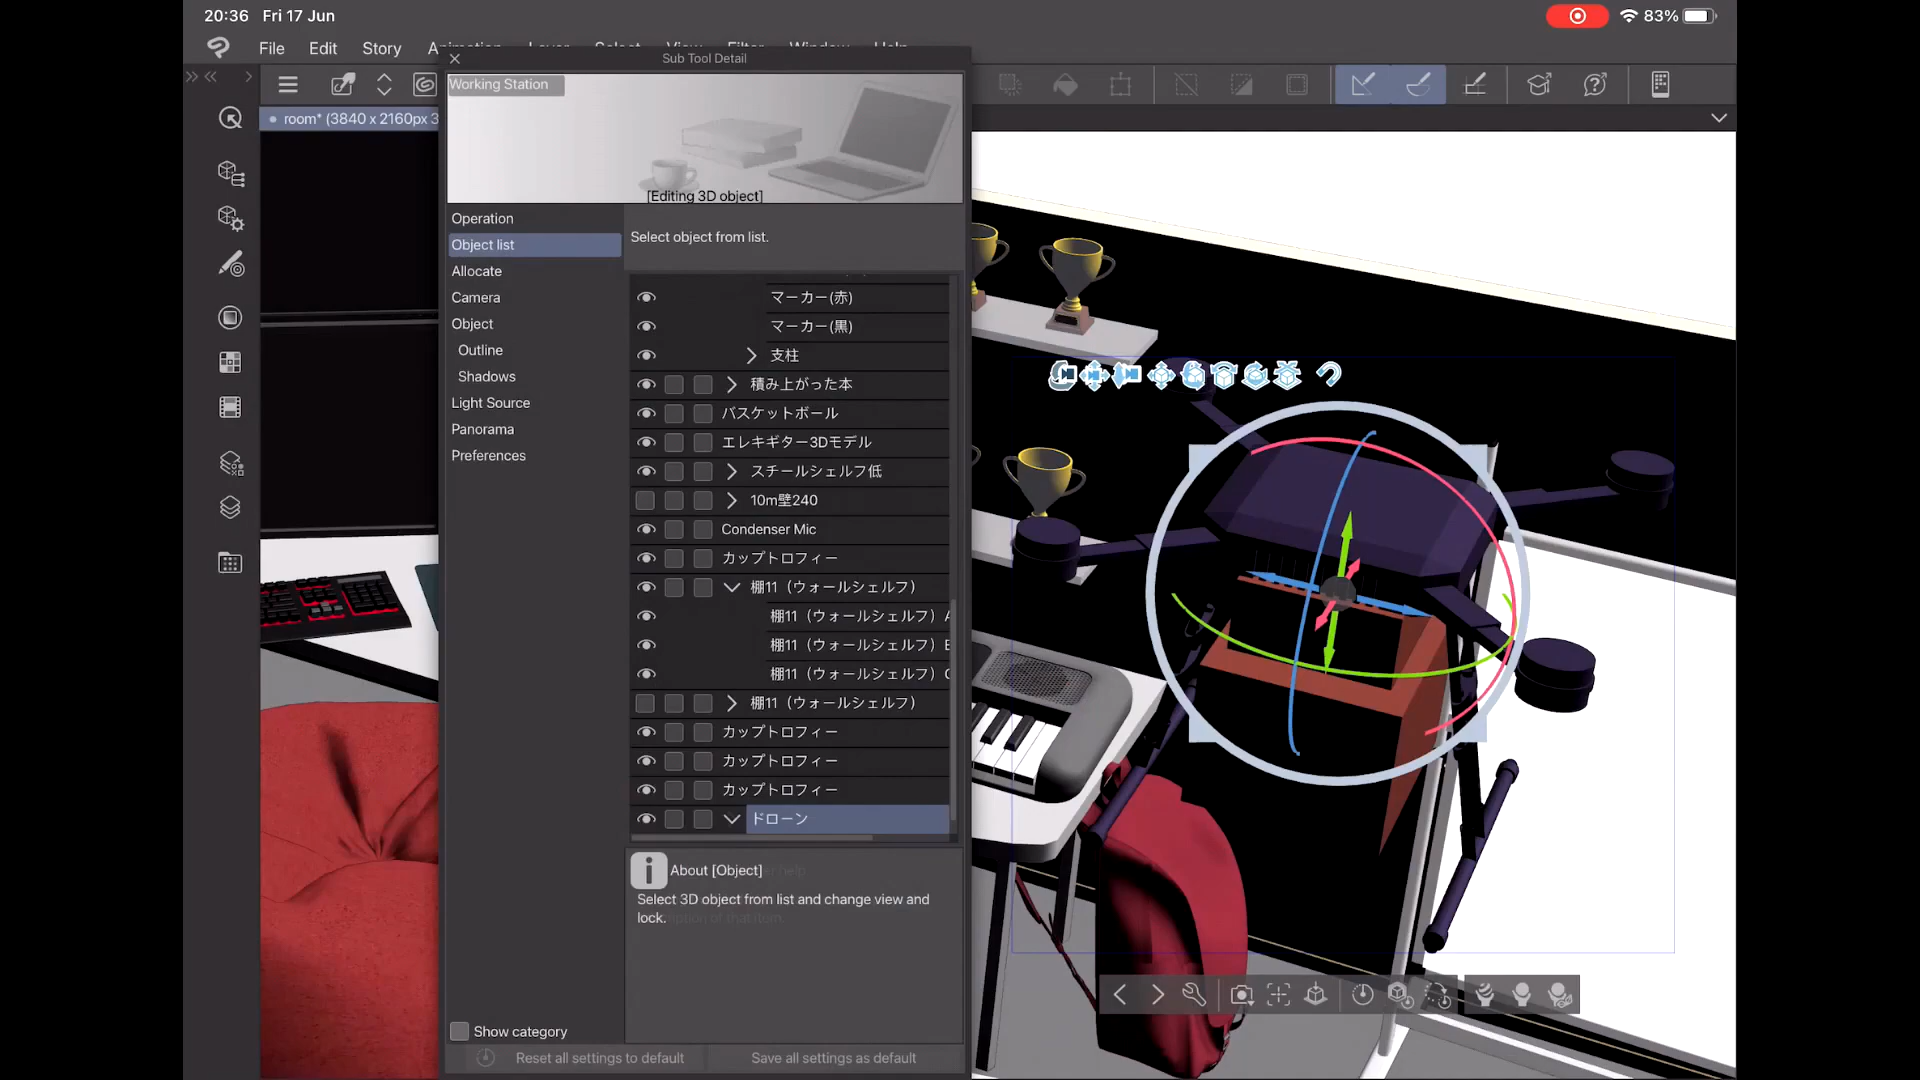 20:36 Fri 17 Jun
83%
File Edit Story Animation Layer Select View Filter Window Help
Sub Tool Detail
Working Station
room* (3840 x 2160px 3
[Editing 3D object]
Operation
Object list
Allocate
Camera
Object
Outline
Shadows
Light Source
Panorama
Preferences
Select object from list.
マーカー(赤)
マーカー(黒)
支柱
積み上がった本
バスケットボール
エレキギター3Dモデル
スチールシェルフ低
10m壁240
Condenser Mic
カップトロフィー
棚11（ウォールシェルフ）
棚11（ウォールシェルフ）A
棚11（ウォールシェルフ）
棚11（ウォールシェルフ）
棚11（ウォールシェルフ）
カップトロフィー
カップトロフィー
カップトロフィー
ドローン
About [Object]
Select 3D object from list and change view and
lock.
Show category
Reset all settings to default
Save all settings as default